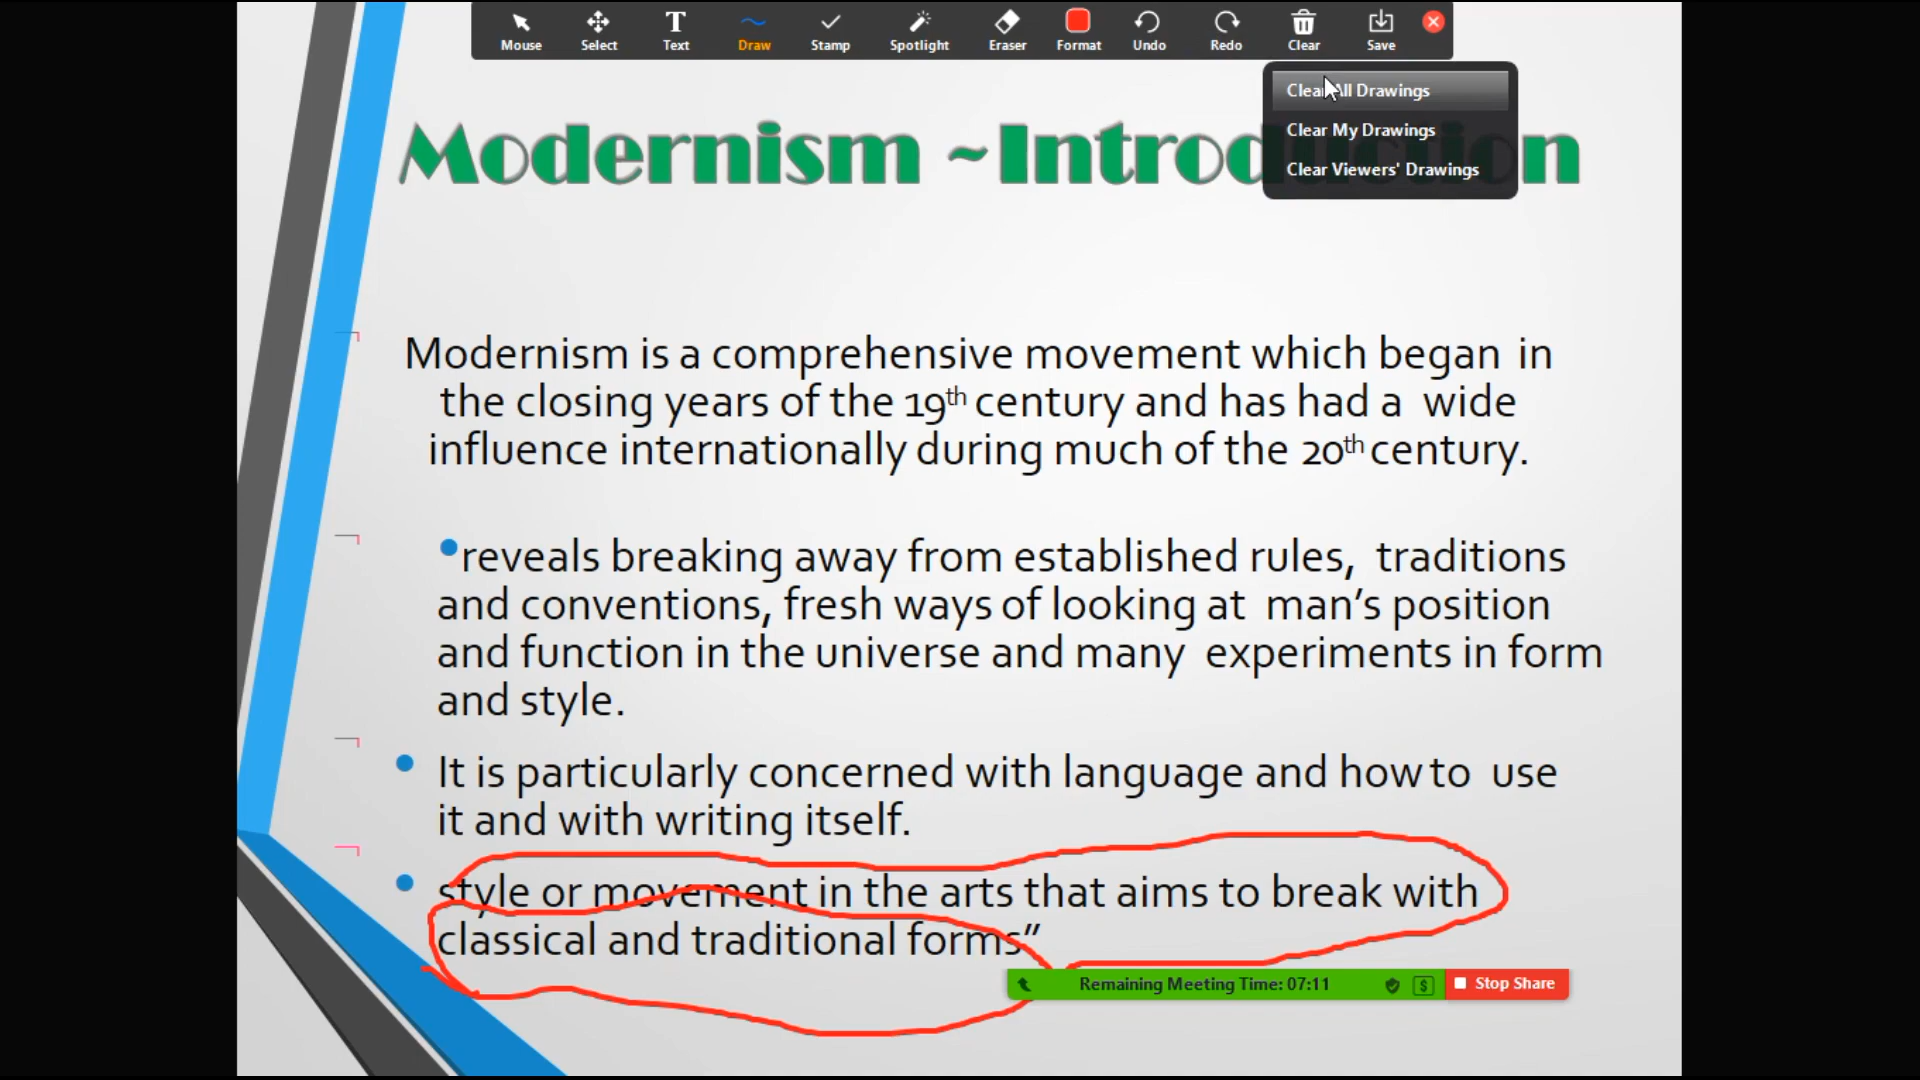 Mouse Select Text Draw Stamp Spotlight Eraser Format Undo Redo Clear Save
Clear All Drawings
Clear My Drawings
Clear Viewers' Drawings
Modernism ~Introduction
Modernism is a comprehensive movement which began in
the closing years of the 19th century and has had a wide
influence internationally during much of the 20th century.
•reveals breaking away from established rules, traditions
and conventions, fresh ways of looking at man’s position
and function in the universe and many experiments in form
and style.
• It is particularly concerned with language and how to use
it and with writing itself.
• style or movement in the arts that aims to break with
classical and traditional forms”
Remaining Meeting Time: 07:11 $ Stop Share